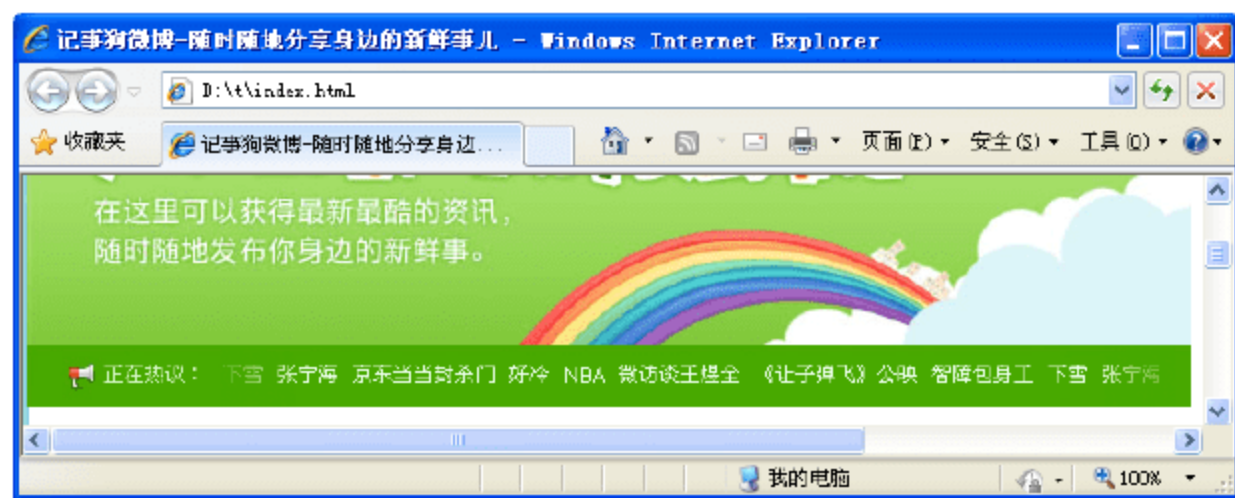 记事狗微博-随时随地分享身边的新鲜事儿 - Windows Internet Explorer
D:\t\index.html
收藏夹 记事狗微博-随时随地分享身边... 页面(P) 安全(S) 工具(O)
在这里可以获得最新最酷的资讯,
随时随地发布你身边的新鲜事。
正在热议: 下雪 张宁海 京东当当封杀门 好冷 NBA 微访谈王煜全 《让子弹飞》公映 智障包身工 下雪 张宁海
我的电脑 100%